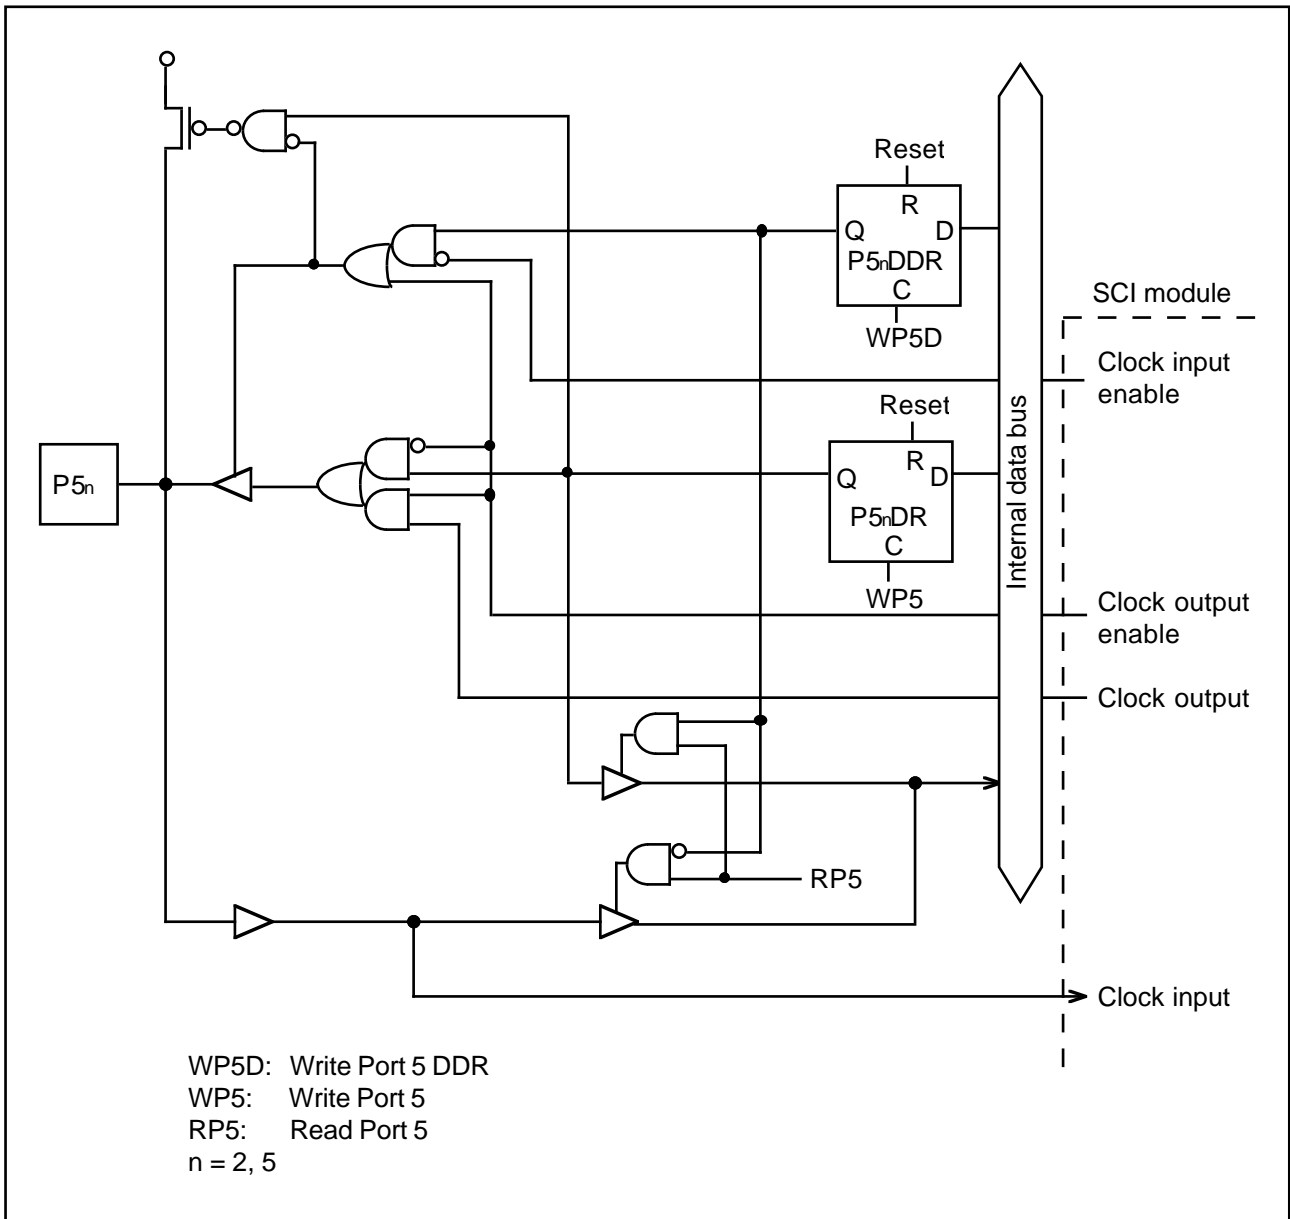 Reset
R
Q D
P5nDDR
C
WP5D
SCI module
Clock input
enable
Reset
R
Q D
P5nDR
C
WP5
Internal data bus
P5n
Clock output
enable
Clock output
RP5
Clock input
WP5D: Write Port 5 DDR
WP5: Write Port 5
RP5: Read Port 5
n = 2, 5